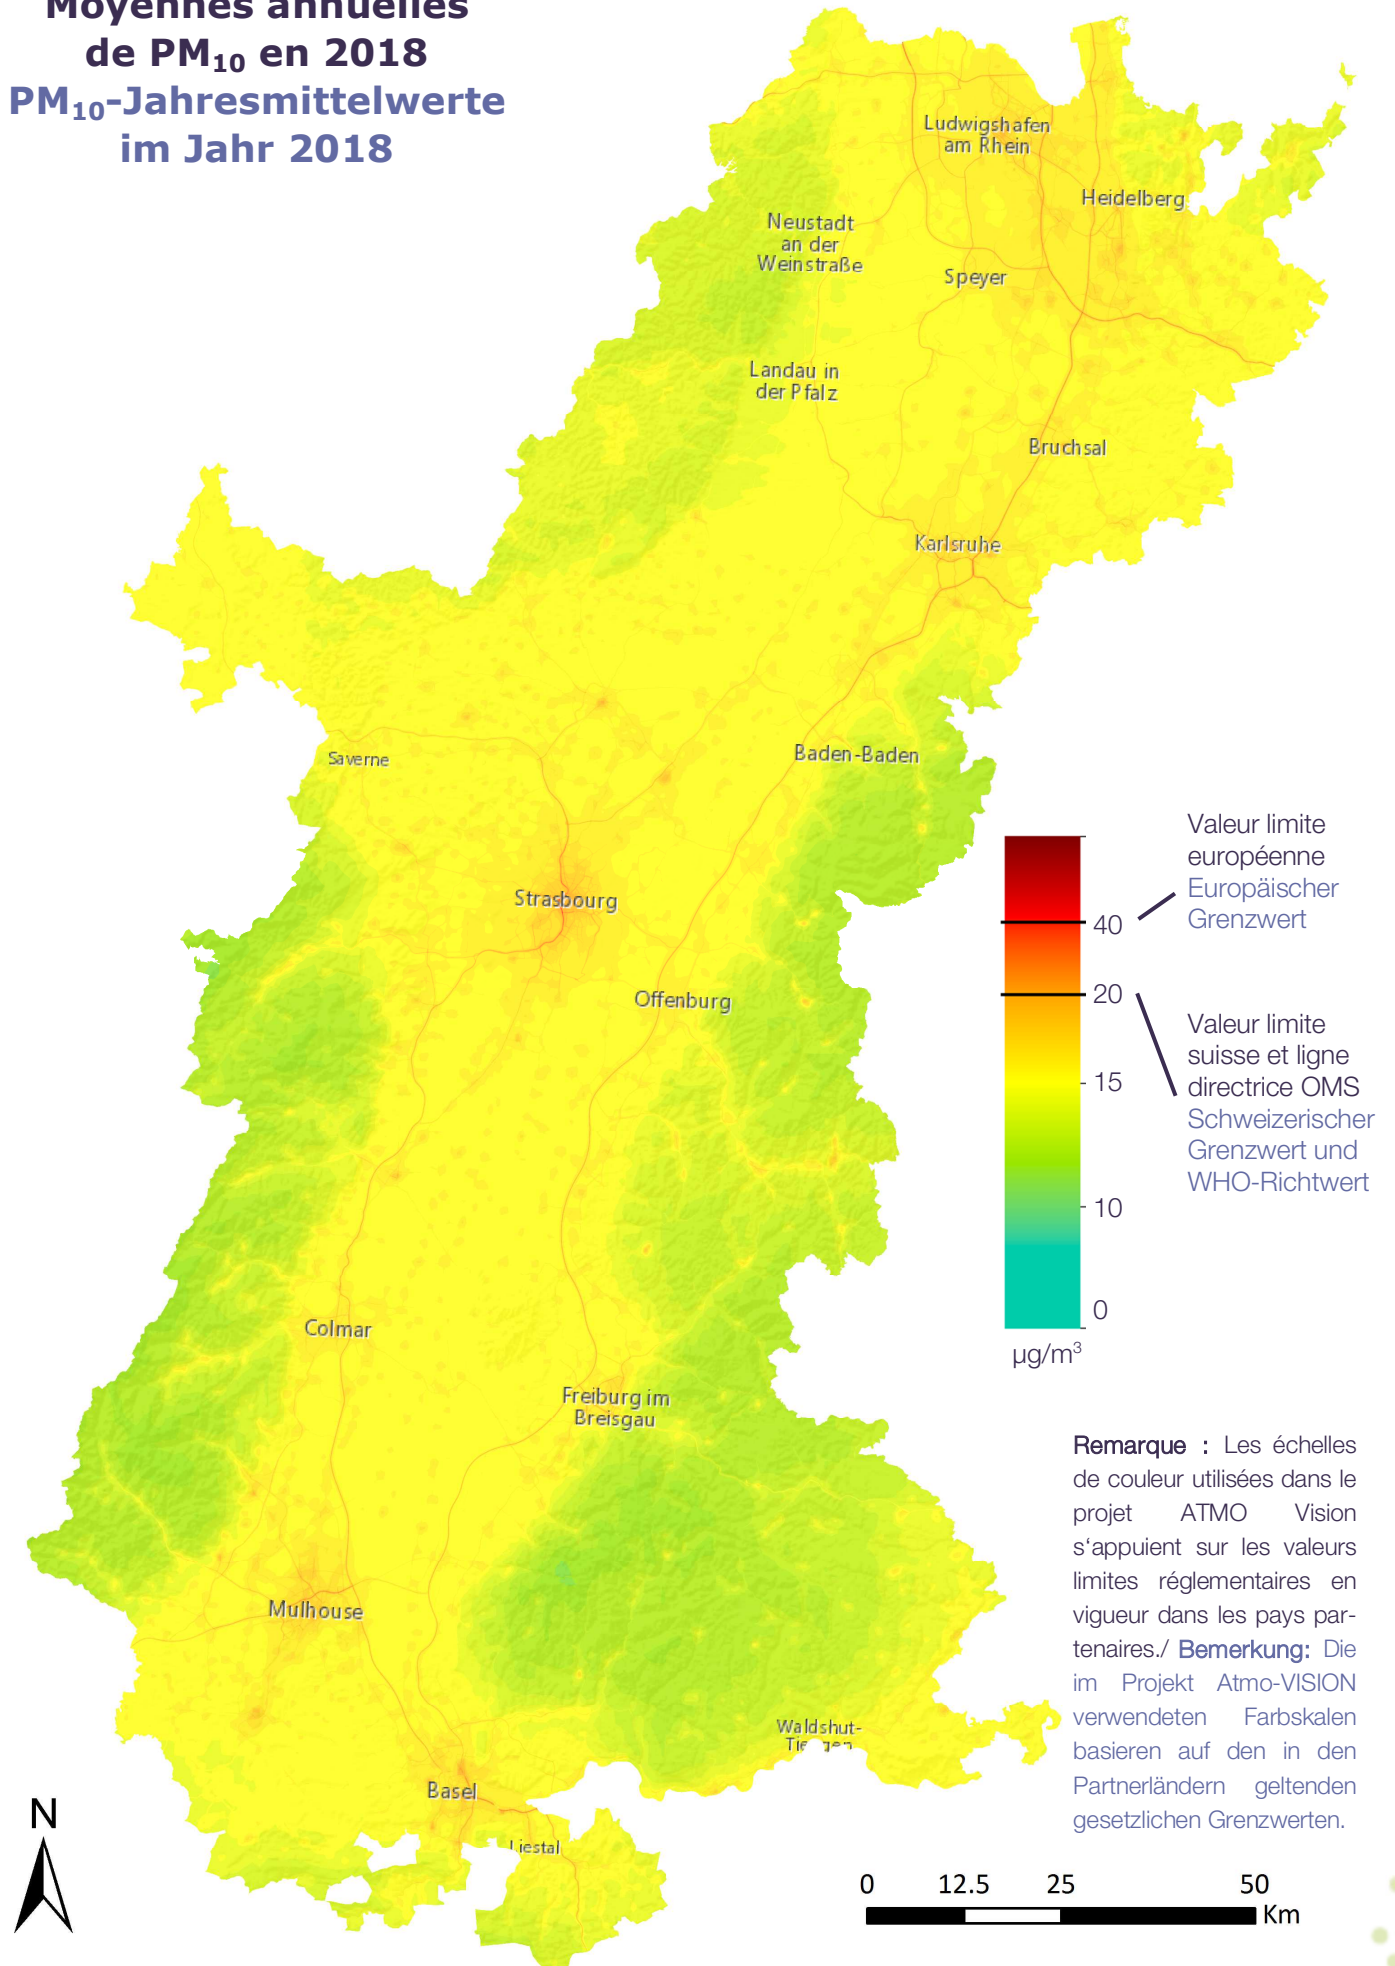 Moyennes annuelles
de PM₁₀ en 2018
PM₁₀-Jahresmittelwerte
im Jahr 2018
Ludwigshafen
am Rhein
Heidelberg
Neustadt
an der
Weinstraße
Speyer
Landau in
der Pfalz
Bruchsal
Karlsruhe
Saverne
Baden-Baden
Strasbourg
Offenburg
Colmar
Freiburg im
Breisgau
Mulhouse
Waldshut-
Tiengen
Basel
Liestal
Valeur limite
européenne
Europäischer
Grenzwert
40
20
Valeur limite
suisse et ligne
directrice OMS
Schweizerischer
Grenzwert und
WHO-Richtwert
15
10
0
µg/m³
Remarque : Les échelles
de couleur utilisées dans le
projet ATMO Vision
s‘appuient sur les valeurs
limites réglementaires en
vigueur dans les pays par-
tenaires./ Bemerkung: Die
im Projekt Atmo-VISION
verwendeten Farbskalen
basieren auf den in den
Partnerländern geltenden
gesetzlichen Grenzwerten.
N
0 12.5 25 50
Km